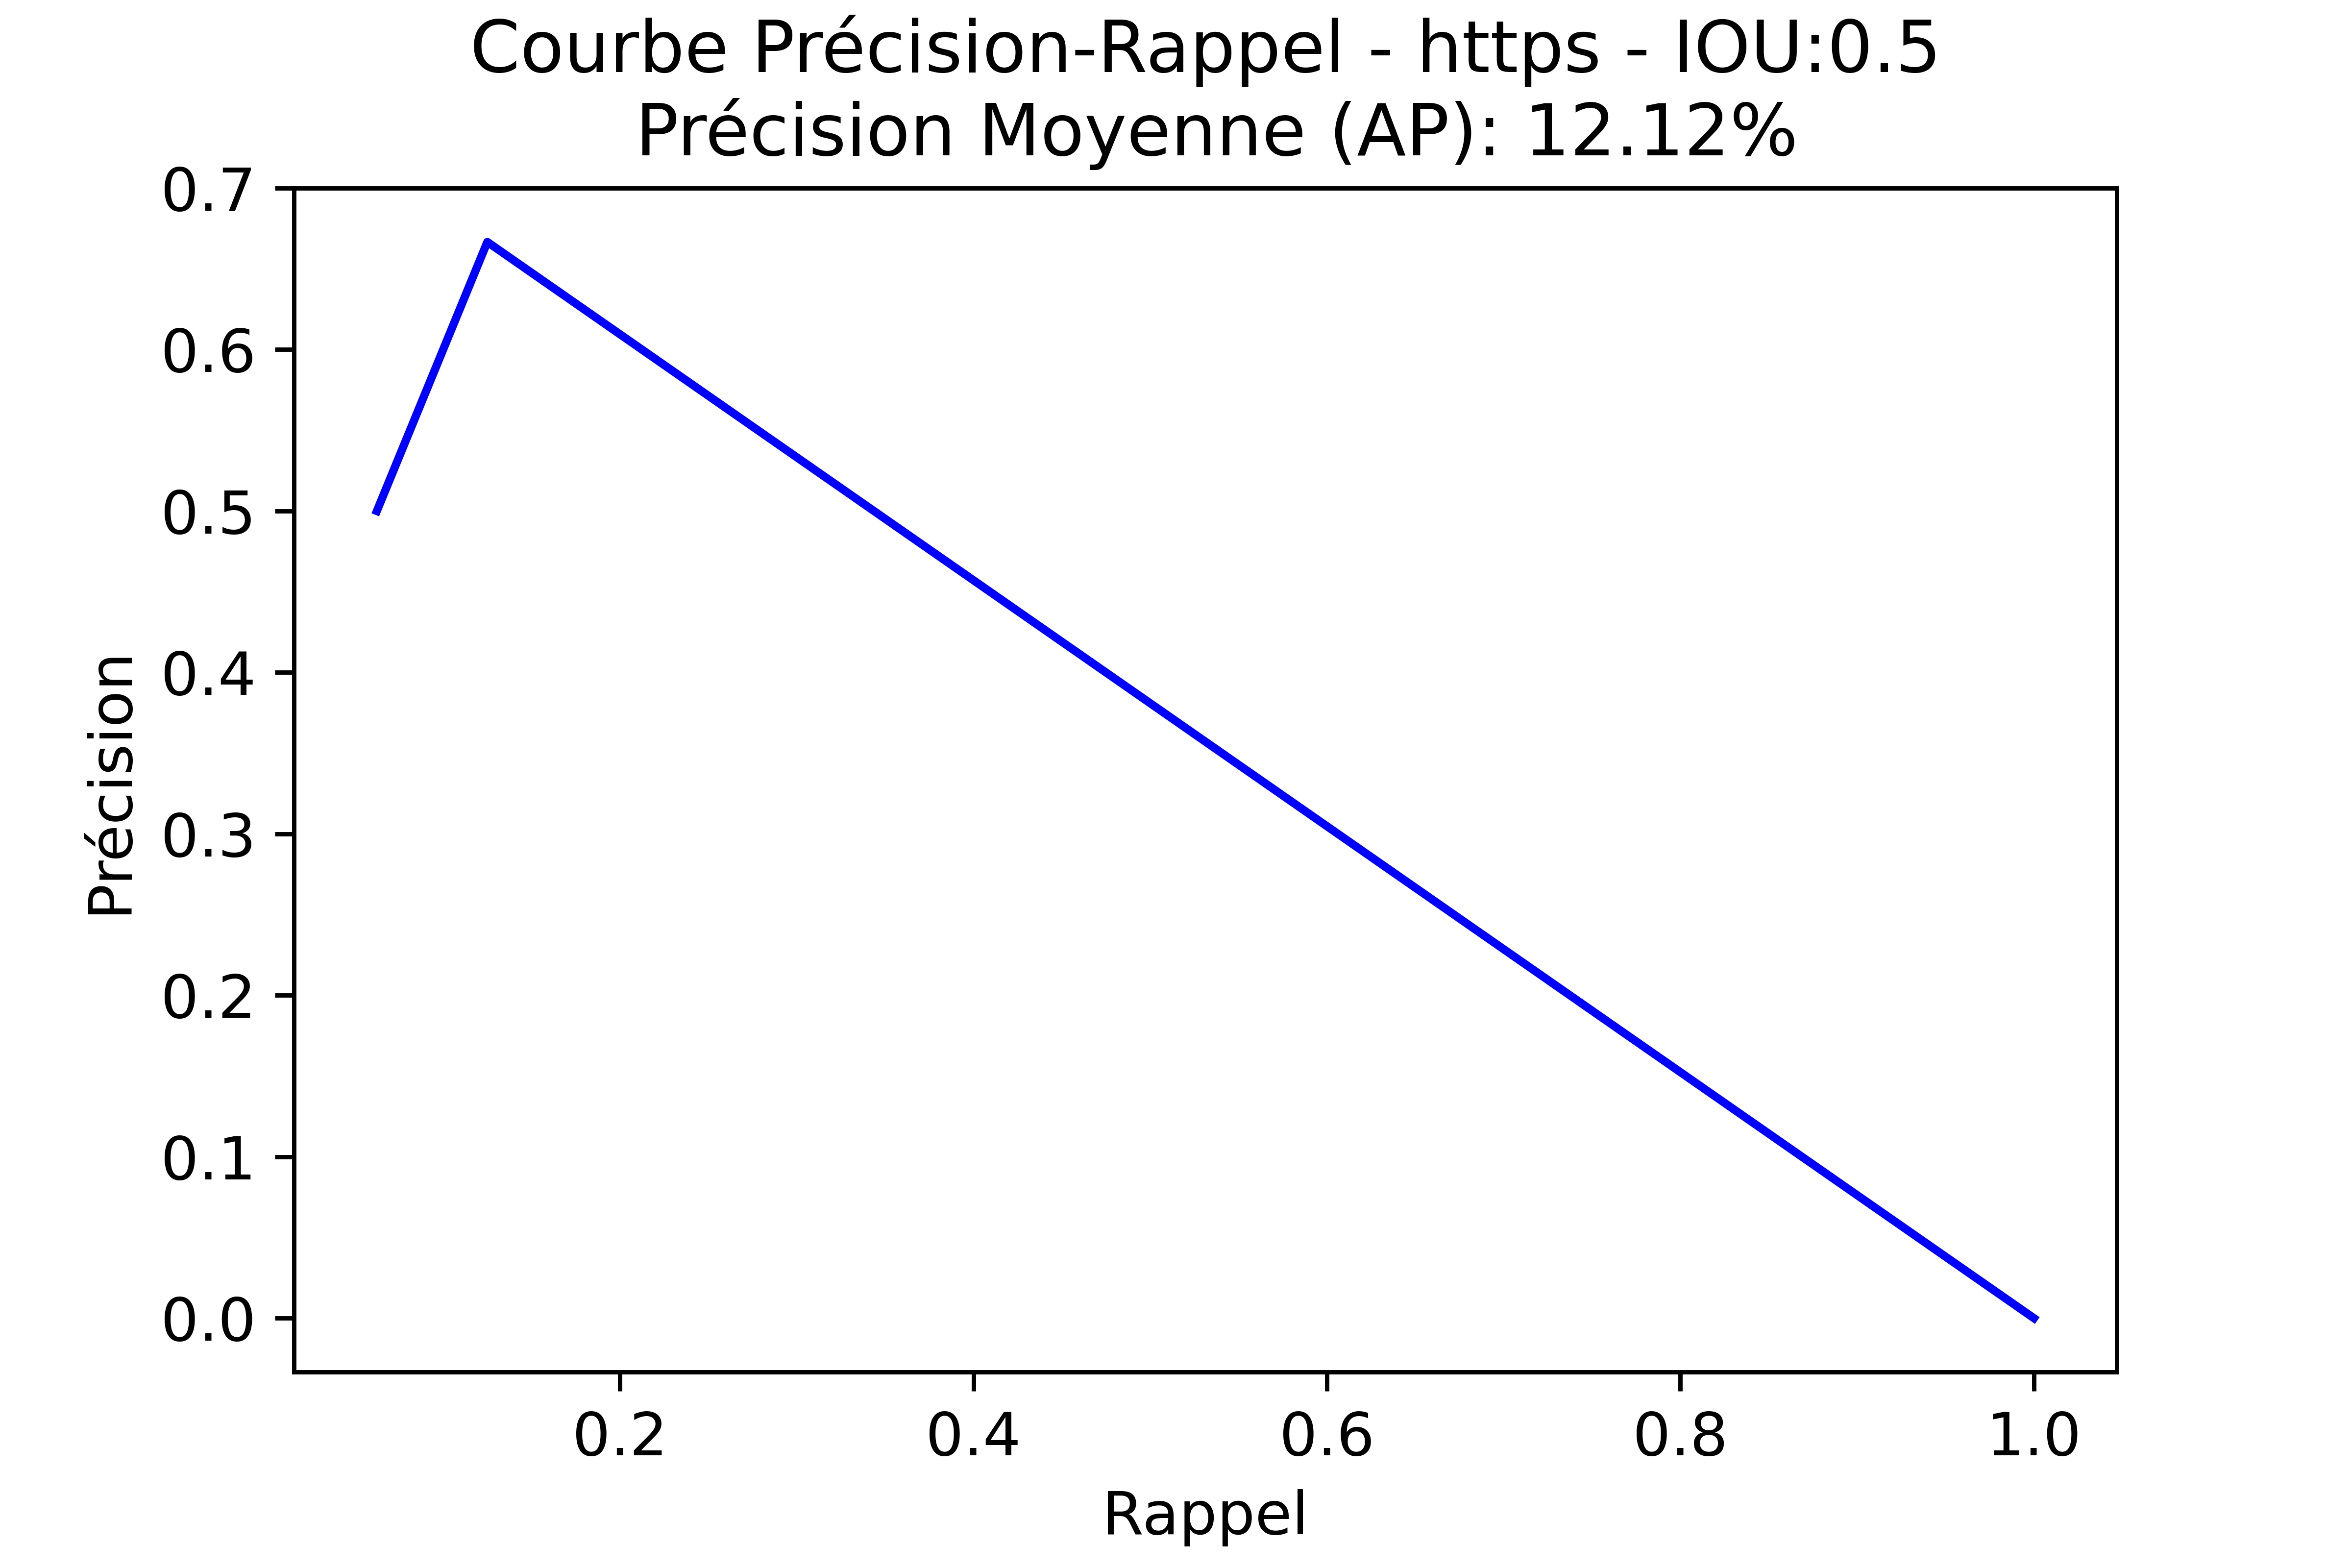 Courbe Précision-Rappel - https - IOU:0.5
Précision Moyenne (AP): 12.12%
0.7
0.6
0.5
0.4
0.3
0.2
0.1
0.0
Précision
0.2 0.4 0.6 0.8 1.0
Rappel